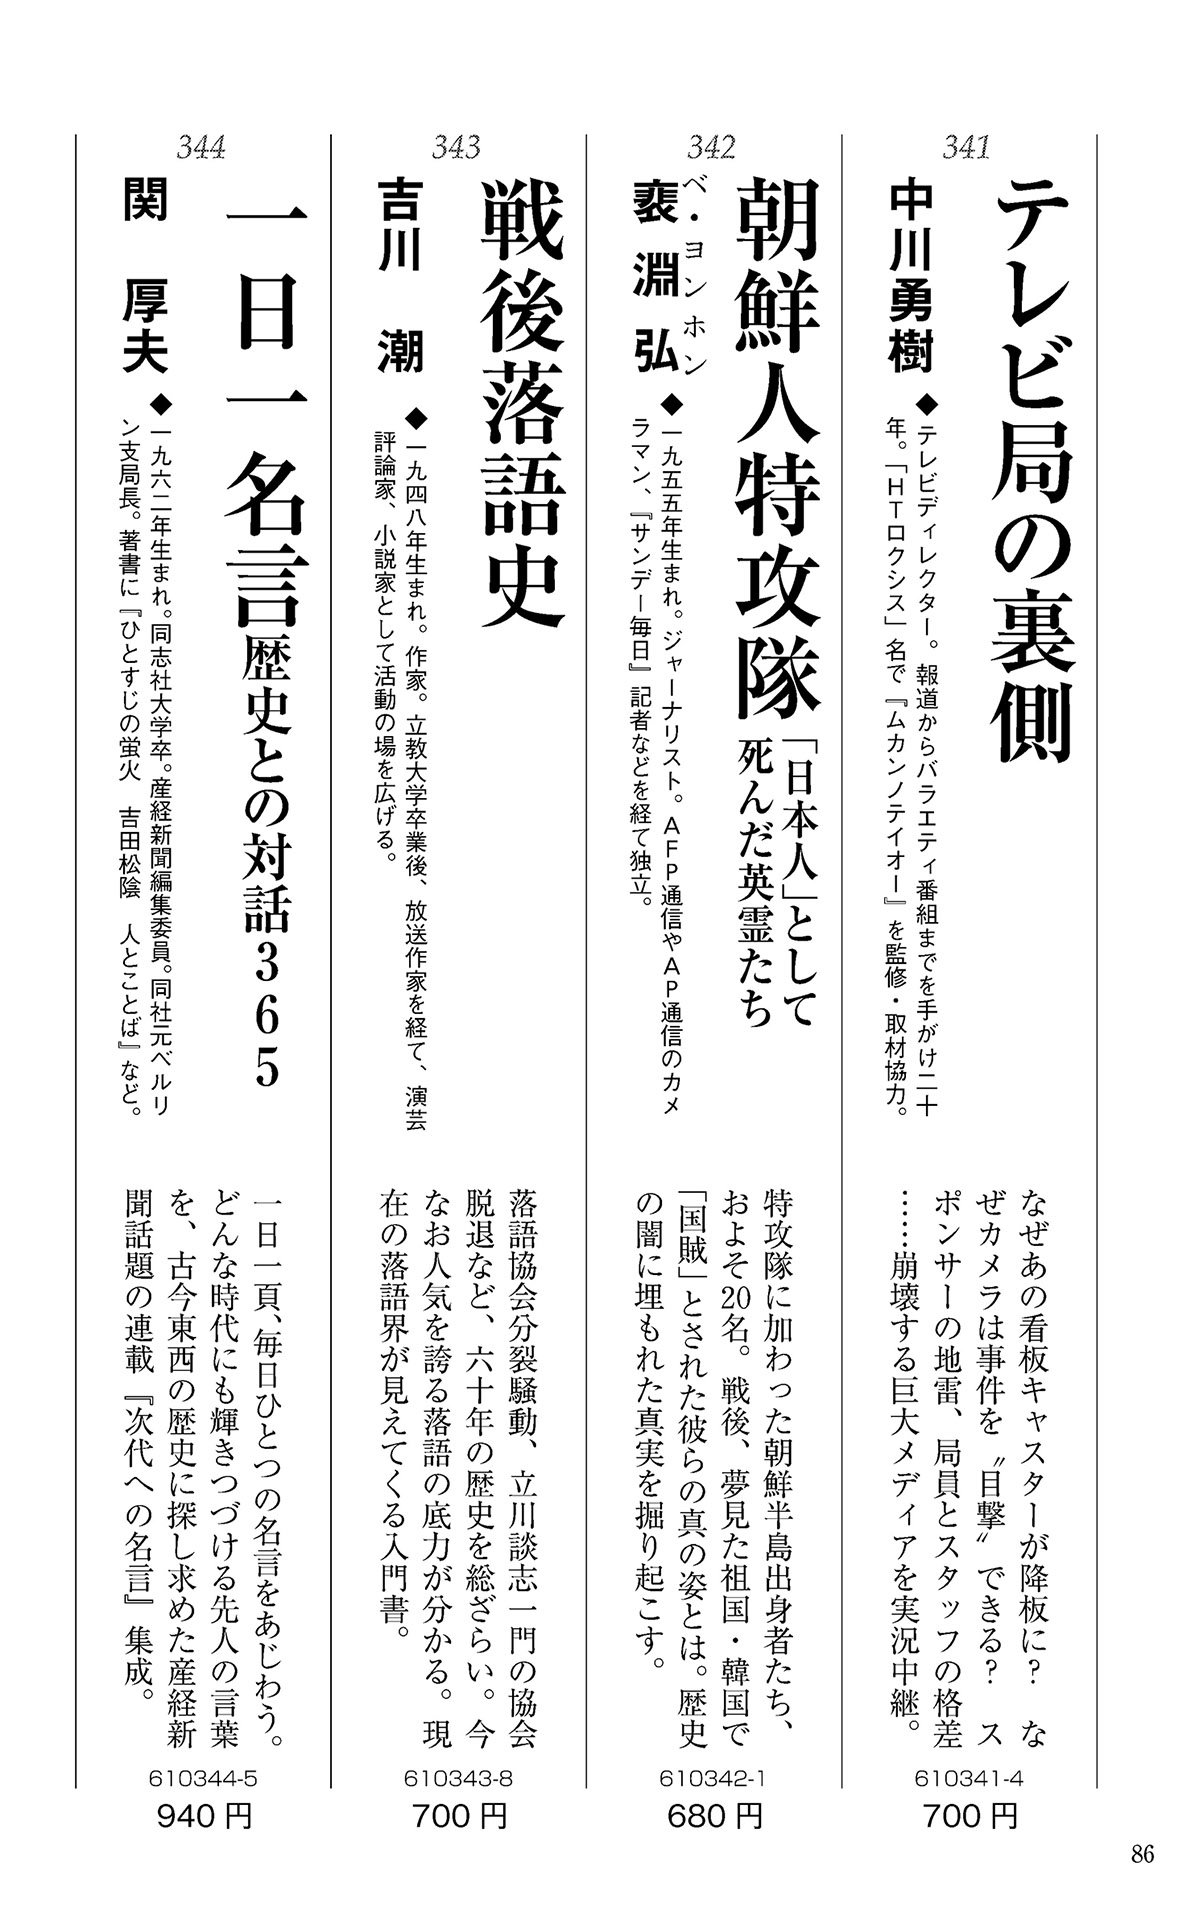 341
テレビ局の裏側
中川勇樹
◆テレビディレクター。報道からバラエティ番組までを手がけ二十
年。「HTロクシス」名で『ムカンノテイオー』を監修・取材協力。
なぜあの看板キャスターが降板に？　な
ぜカメラは事件を〝目撃〟できる？　ス
ポンサーの地雷、局員とスタッフの格差
……崩壊する巨大メディアを実況中継。
610341-4
700円
342
朝鮮人特攻隊
「日本人」として
死んだ英霊たち
ベ・ヨンホン
裵淵弘
◆一九五五年生まれ。ジャーナリスト。AFP通信やAP通信のカメ
ラマン、『サンデー毎日』記者などを経て独立。
特攻隊に加わった朝鮮半島出身者たち、
およそ20名。戦後、夢見た祖国・韓国で
「国賊」とされた彼らの真の姿とは。歴史
の闇に埋もれた真実を掘り起こす。
610342-1
680円
343
戦後落語史
吉川　潮
◆一九四八年生まれ。作家。立教大学卒業後、放送作家を経て、演芸
評論家、小説家として活動の場を広げる。
落語協会分裂騒動、立川談志一門の協会
脱退など、六十年の歴史を総ざらい。今
なお人気を誇る落語の底力が分かる。現
在の落語界が見えてくる入門書。
610343-8
700円
344
一日一名言 歴史との対話365
関　厚夫
◆一九六二年生まれ。同志社大学卒。産経新聞編集委員。同社元ベルリ
ン支局長。著書に『ひとすじの蛍火　吉田松陰　人とことば』など。
一日一頁、毎日ひとつの名言をあじわう。
どんな時代にも輝きつづける先人の言葉
を、古今東西の歴史に探し求めた産経新
聞話題の連載『次代への名言』集成。
610344-5
940円
86